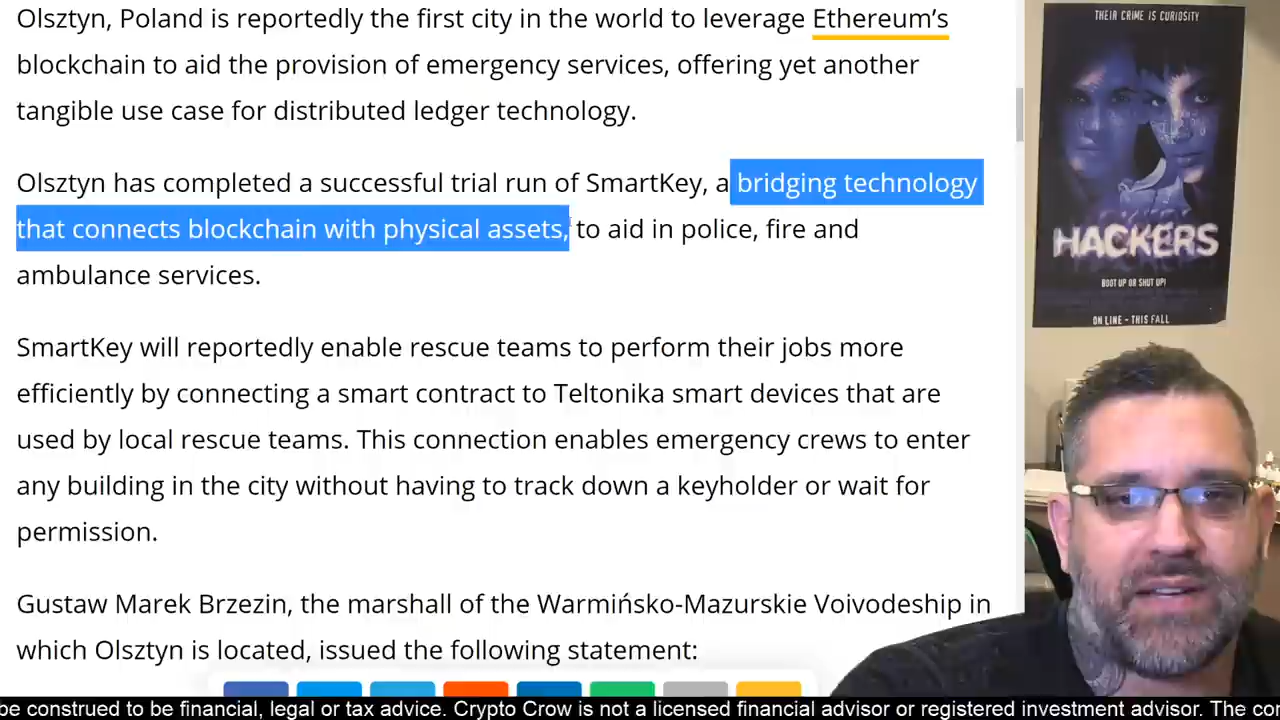 Olsztyn, Poland is reportedly the first city in the world to leverage Ethereum's
blockchain to aid the provision of emergency services, offering yet another
tangible use case for distributed ledger technology.
Olsztyn has completed a successful trial run of SmartKey, a bridging technology
that connects blockchain with physical assets, to aid in police, fire and
ambulance services.
SmartKey will reportedly enable rescue teams to perform their jobs more
efficiently by connecting a smart contract to Teltonika smart devices that are
used by local rescue teams. This connection enables emergency crews to enter
any building in the city without having to track down a keyholder or wait for
permission.
Gustaw Marek Brzezin, the marshall of the Warmińsko-Mazurskie Voivodeship in
which Olsztyn is located, issued the following statement:
THEIR CRIME IS CURIOSITY
HACKERS
BOOT UP OR SHUT UP!
ON LINE - THIS FALL
be construed to be financial, legal or tax advice. Crypto Crow is not a licensed financial advisor or registered investment advisor. The con